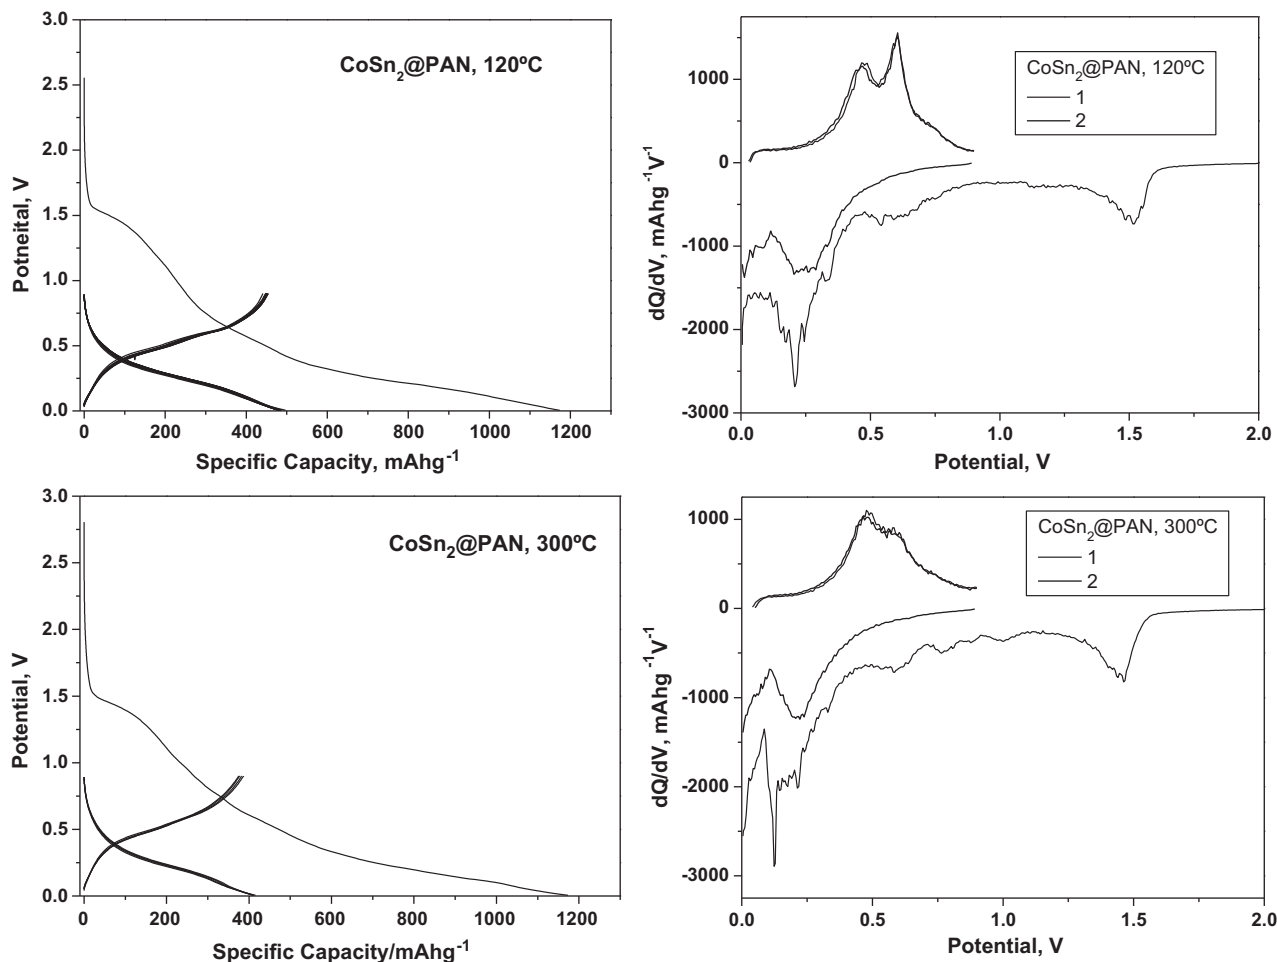 3.0
2.5
2.0
1.5
1.0
0.5
0.0
Potneital, V
CoSn₂@PAN, 120ºC
0 200 400 600 800 1000 1200
Specific Capacity, mAhg⁻¹
1000
0
-1000
-2000
-3000
dQ/dV, mAhg⁻¹V⁻¹
CoSn₂@PAN, 120ºC
1
2
0.0 0.5 1.0 1.5 2.0
Potential, V
3.0
2.5
2.0
1.5
1.0
0.5
0.0
Potential, V
CoSn₂@PAN, 300ºC
0 200 400 600 800 1000 1200
Specific Capacity/mAhg⁻¹
1000
0
-1000
-2000
-3000
dQ/dV, mAhg⁻¹V⁻¹
CoSn₂@PAN, 300ºC
1
2
0.0 0.5 1.0 1.5 2.0
Potential, V